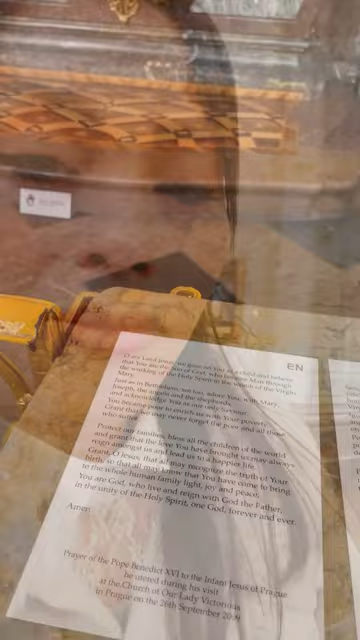 EN
O my Lord Jesus, we gaze on You as a child and believe
that You are the Son of God, who became Man through
the working of the Holy Spirit in the womb of the Virgin
Mary.
Just as in Bethlehem, we too adore You, with Mary,
Joseph, the angels and the shepherds,
and acknowledge You as our only Saviour.
You became poor to enrich us with Your poverty.
Grant that we may never forget the poor and all those
who suffer.
Protect our families, bless all the children of the world
and grant that the love You have brought us may always
reign amongst us and lead us to a happier life.
Grant, O Jesus, that all may recognise the truth of Your
birth, so that all may know that You have come to bring
to the whole human family light, joy and peace.
You are God, who live and reign with God the Father,
in the unity of the Holy Spirit, one God, forever and ever.
Amen.
Prayer of the Pope Benedict XVI to the Infant Jesus of Prague
he uttered during his visit
at the Church of Our Lady Victorious
in Prague on the 26th September 2009